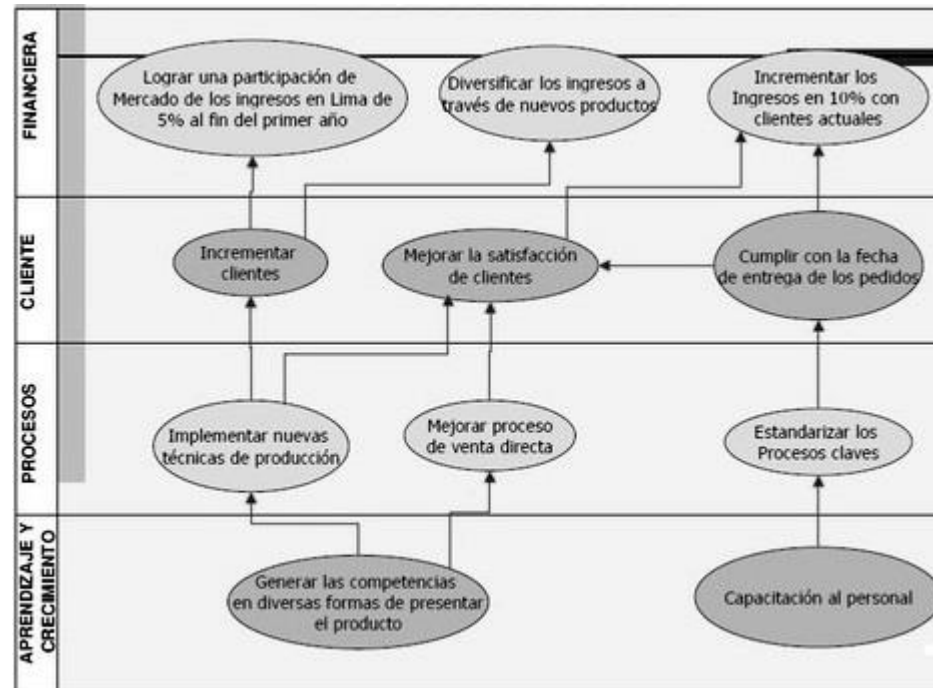 FINANCIERA
Lograr una participación de
Mercado de los ingresos en Lima de
5% al fin del primer año
Diversificar los ingresos a
través de nuevos productos
Incrementar los
Ingresos en 10% con
clientes actuales
CLIENTE
Incrementar
clientes
Mejorar la satisfacción
de clientes
Cumplir con la fecha
de entrega de los pedidos
PROCESOS
Implementar nuevas
técnicas de producción
Mejorar proceso
de venta directa
Estandarizar los
Procesos claves
APRENDIZAJE Y
CRECIMIENTO
Generar las competencias
en diversas formas de presentar
el producto
Capacitación al personal